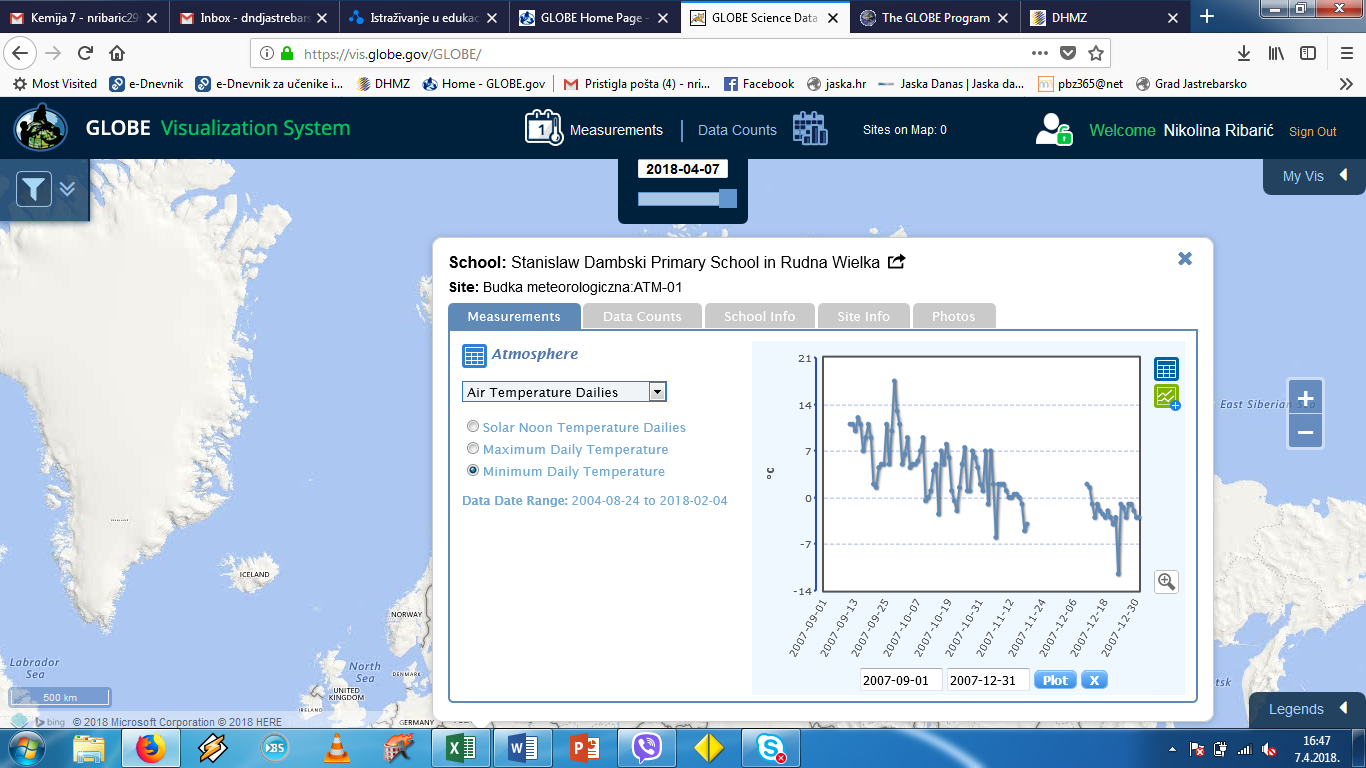 Kemija 7 - nribaric29
Inbox - dndjastrebars
Istraživanje u edukac
GLOBE Home Page -
GLOBE Science Data
The GLOBE Program
DHMZ
https://vis.globe.gov/GLOBE/
Most Visited
e-Dnevnik
e-Dnevnik za učenike i...
DHMZ
Home - GLOBE.gov
Pristigla pošta (4) - nri...
Facebook
jaska.hr
Jaska Danas | Jaska da...
pbz365@net
Grad Jastrebarsko
GLOBE Visualization System
1
Measurements
Data Counts
Sites on Map: 0
Welcome Nikolina Ribarić Sign Out
2018-04-07
My Vis
School: Stanislaw Dambski Primary School in Rudna Wielka
Site: Budka meteorologiczna:ATM-01
Measurements
Data Counts
School Info
Site Info
Photos
Atmosphere
Air Temperature Dailies
Solar Noon Temperature Dailies
Maximum Daily Temperature
Minimum Daily Temperature
Data Date Range: 2004-08-24 to 2018-02-04
21
14
7
0
-7
-14
°C
2007-09-01
2007-09-13
2007-09-25
2007-10-07
2007-10-19
2007-10-31
2007-11-12
2007-11-24
2007-12-06
2007-12-18
2007-12-30
2007-09-01
2007-12-31
Plot
X
East Siberian Sea
ICELAND
NORWAY
Labrador
Sea
North
Sea
DENMARK
UNITED
KINGDOM
IRELAND
GERMANY
500 km
bing
© 2018 Microsoft Corporation © 2018 HERE
Legends
16:47
7.4.2018.